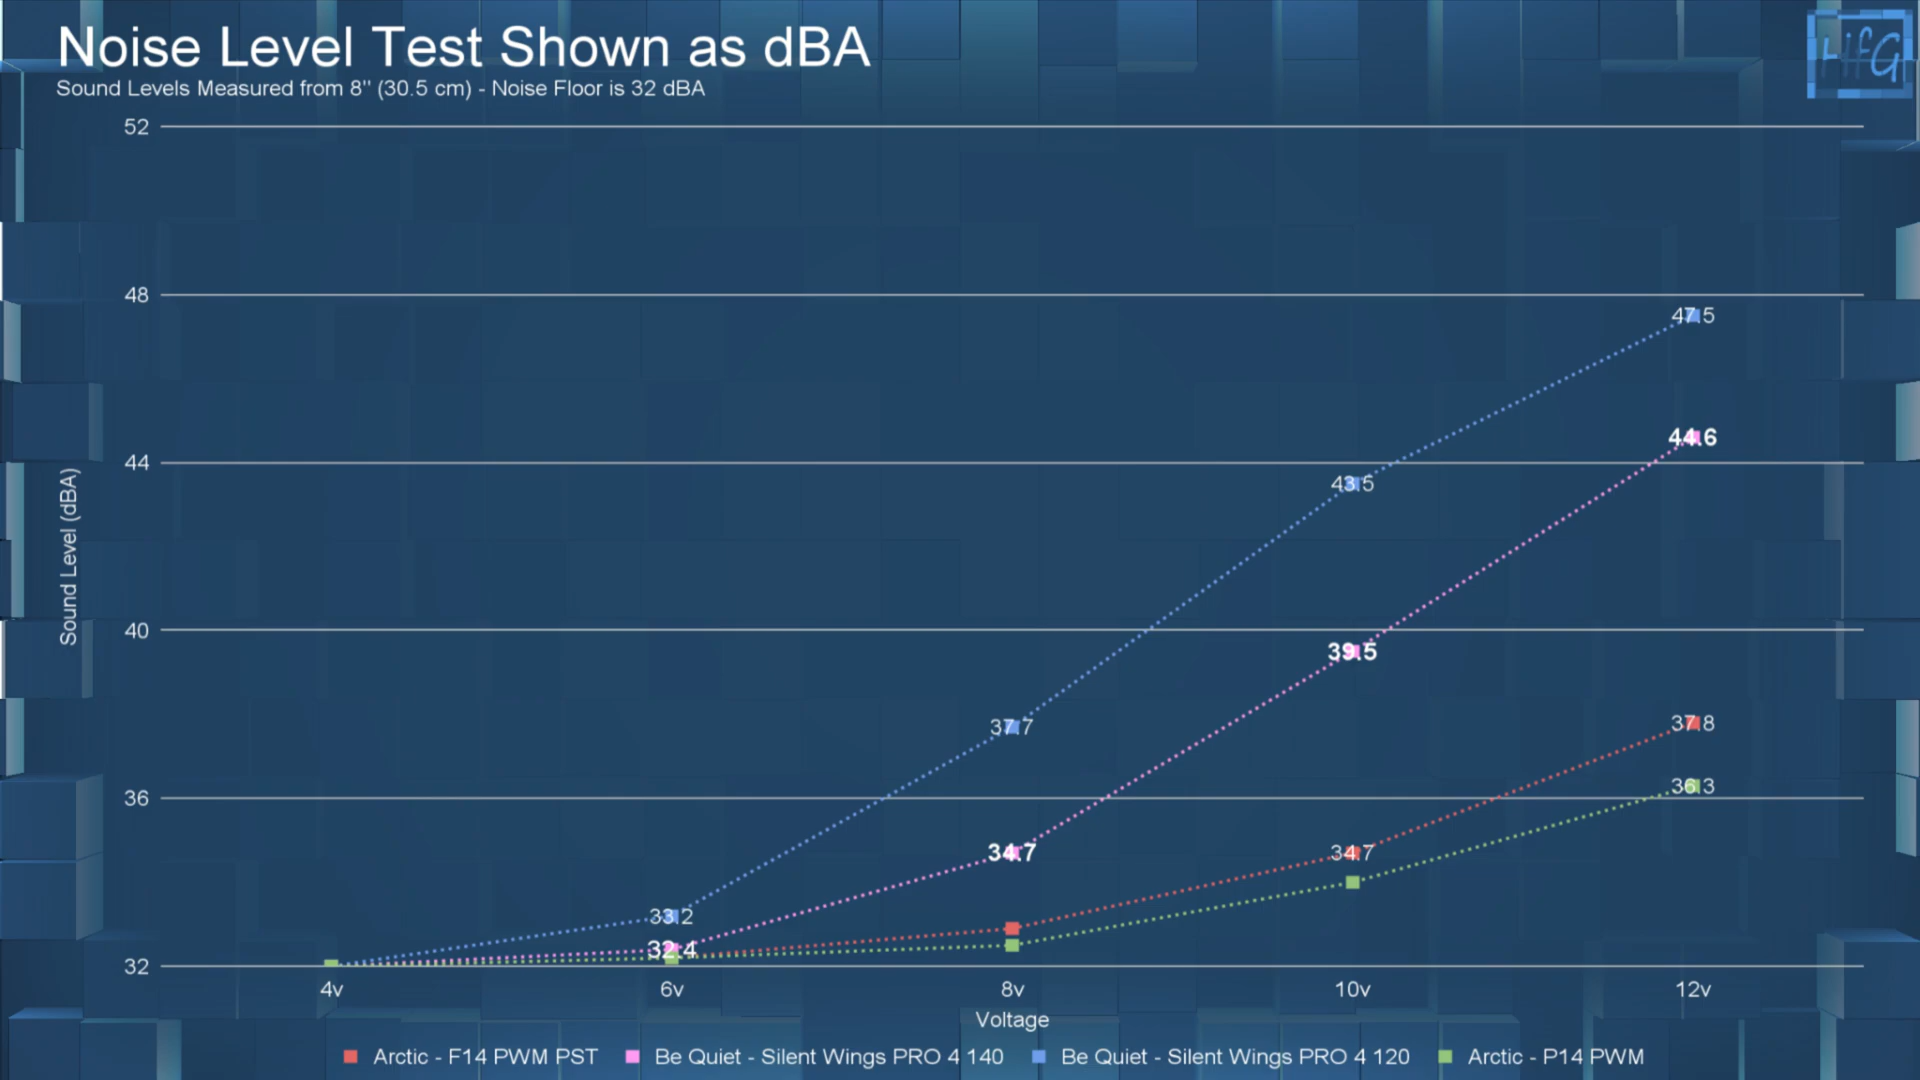 Noise Level Test Shown as dBA
Sound Levels Measured from 8" (30.5 cm) - Noise Floor is 32 dBA
HifG
52
48
44
40
36
32
Sound Level (dBA)
47.5
44.6
43.5
39.5
37.7
37.8
36.3
34.7
34.7
33.2
32.4
4v 6v 8v 10v 12v
Voltage
Arctic - F14 PWM PST Be Quiet - Silent Wings PRO 4 140 Be Quiet - Silent Wings PRO 4 120 Arctic - P14 PWM